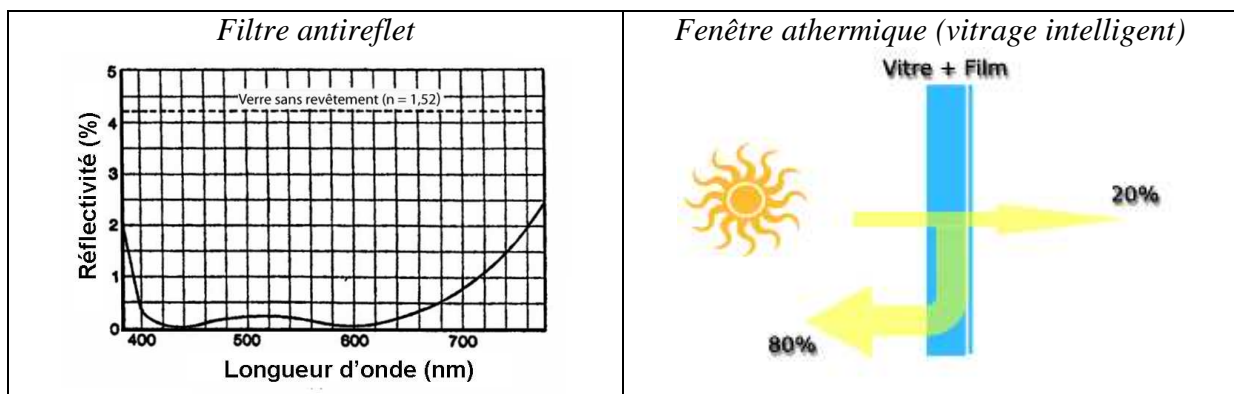 Filtre antireflet
5
Verre sans revêtement (n = 1,52)
4
3
2
1
0
Réflectivité (%)
400
500
600
700
Longueur d'onde (nm)
Fenêtre athermique (vitrage intelligent)
Vitre + Film
20%
80%